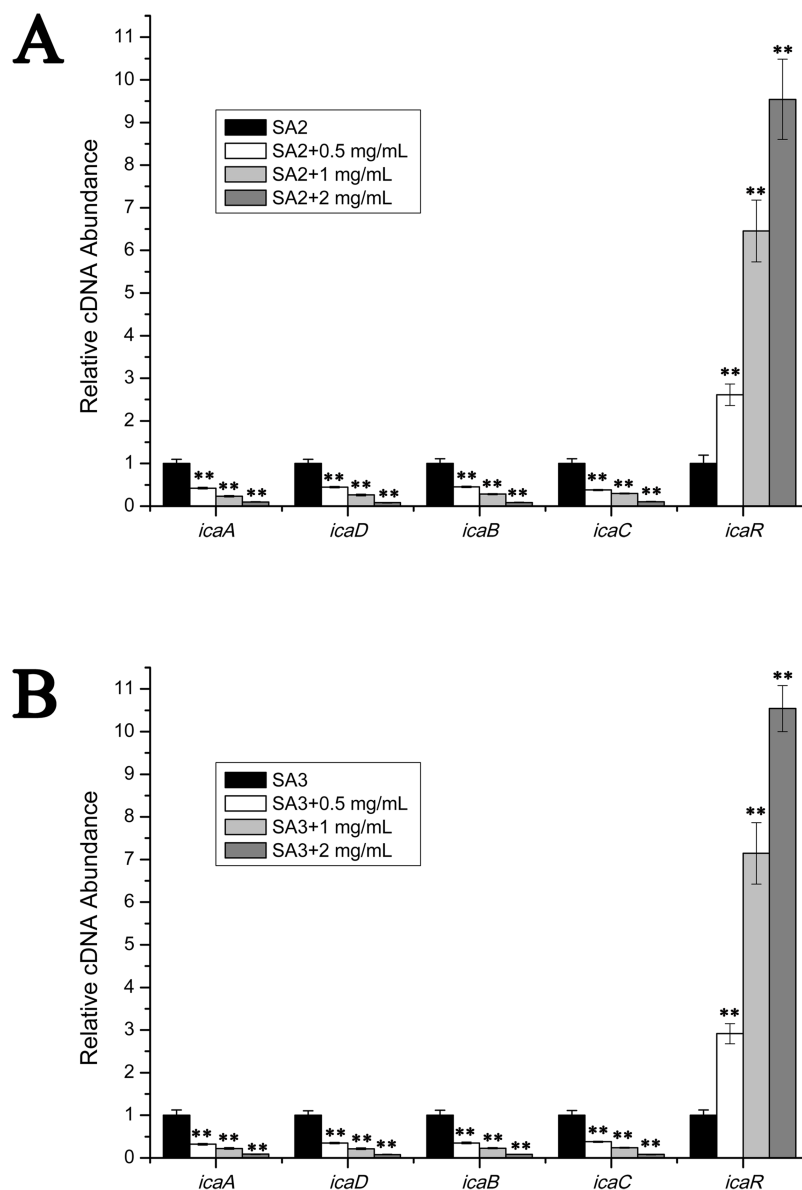 A
11
10
9
8
7
6
5
4
3
2
1
0
Relative cDNA Abundance
SA2
SA2+0.5 mg/mL
SA2+1 mg/mL
SA2+2 mg/mL
** ** **
** ** **
** ** **
** ** **
** ** **
icaA icaD icaB icaC icaR
B
11
10
9
8
7
6
5
4
3
2
1
0
Relative cDNA Abundance
SA3
SA3+0.5 mg/mL
SA3+1 mg/mL
SA3+2 mg/mL
** ** **
** ** **
** ** **
** ** **
** ** **
icaA icaD icaB icaC icaR